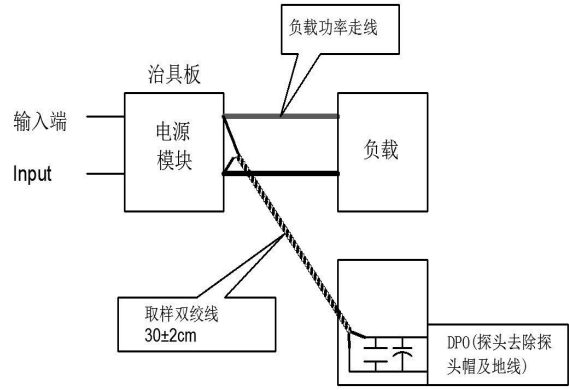 负载功率走线
治具板
输入端
电源
模块
负载
Input
取样双绞线
30±2cm
DPO(探头去除探
头帽及地线)